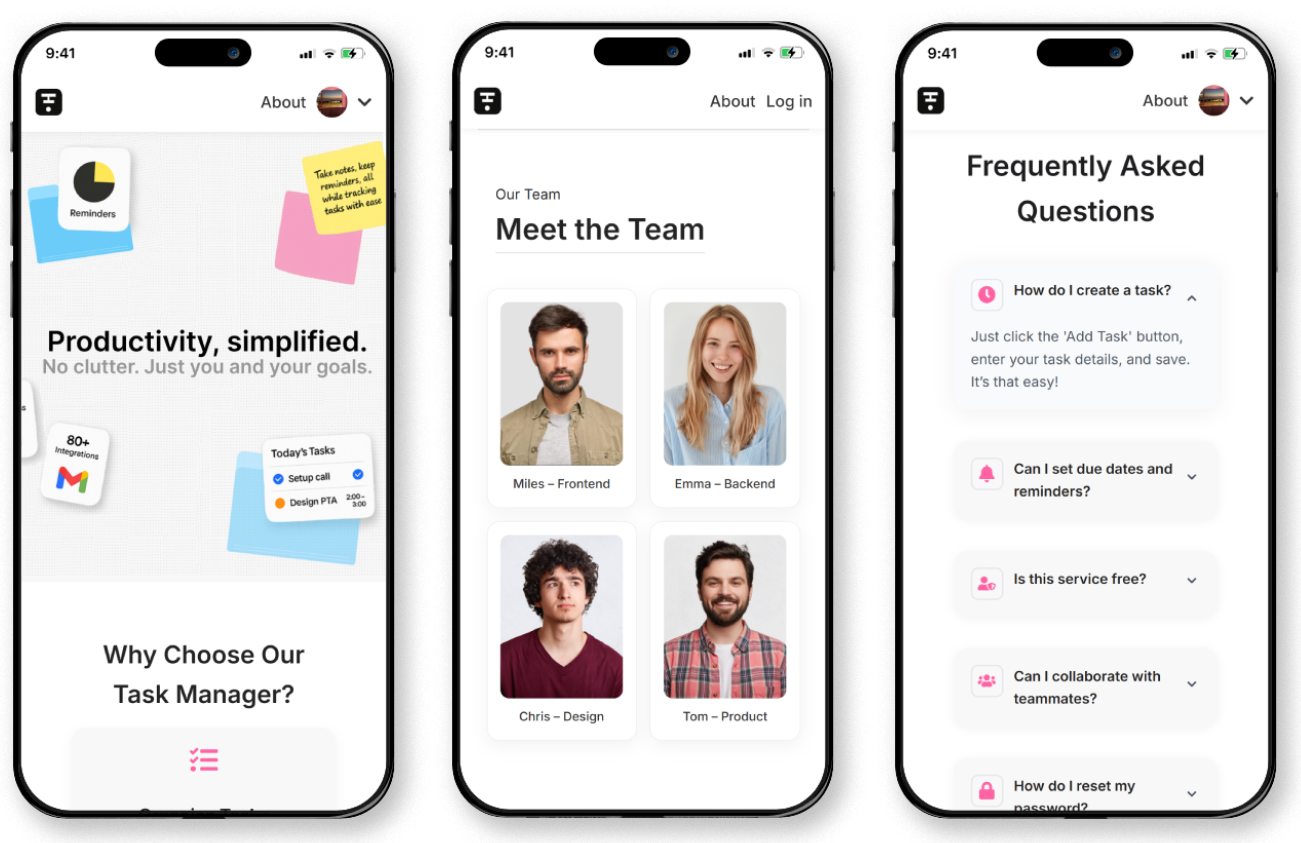 9:41
About
Reminders
Take notes, keep
reminders, all
while tracking
tasks with ease
Productivity, simplified.
No clutter. Just you and your goals.
s
80+
Integrations
Today's Tasks
Setup call
Design PTA
2:00–
3:00
Why Choose Our
Task Manager?
9:41
About Log in
Our Team
Meet the Team
Miles – Frontend
Emma – Backend
Chris – Design
Tom – Product
9:41
About
Frequently Asked
Questions
How do I create a task?
Just click the 'Add Task' button,
enter your task details, and save.
It's that easy!
Can I set due dates and
reminders?
Is this service free?
Can I collaborate with
teammates?
How do I reset my
password?